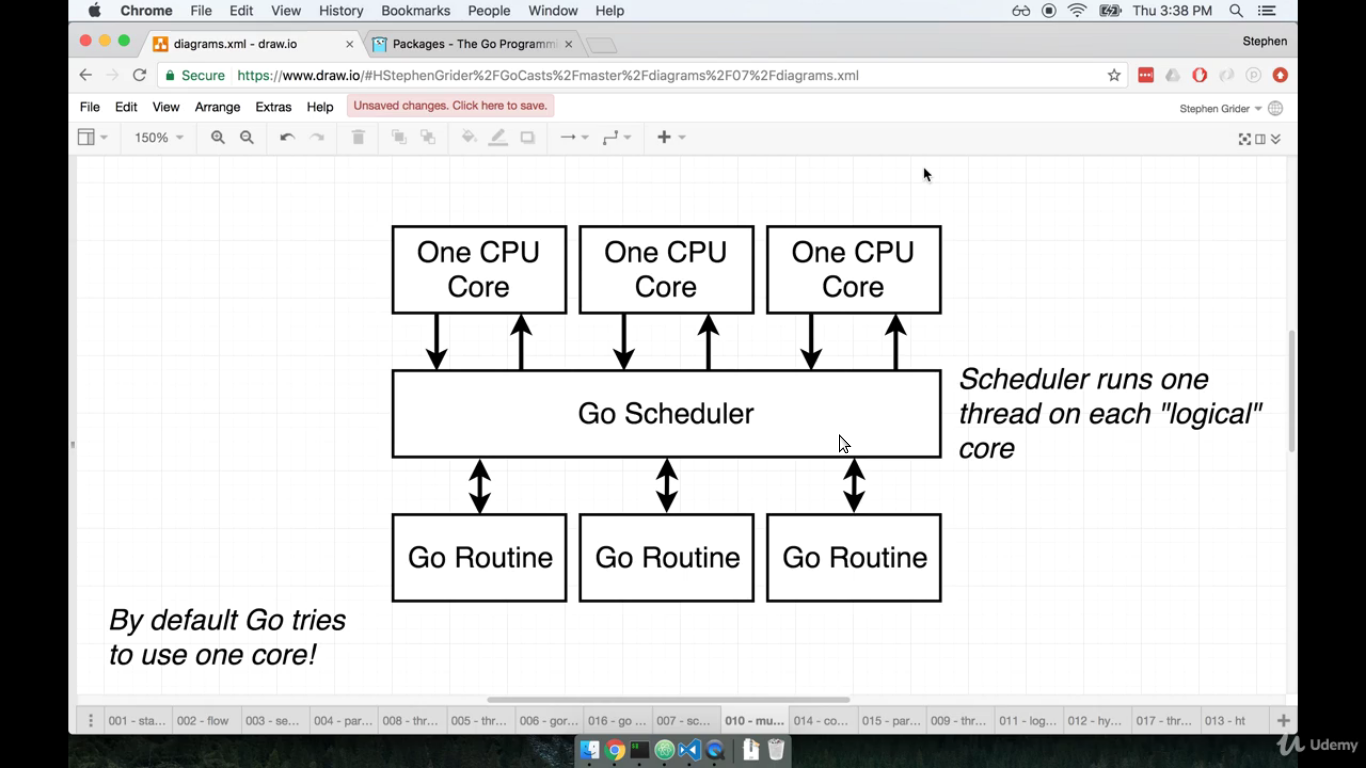 Chrome File Edit View History Bookmarks People Window Help Thu 3:38 PM
diagrams.xml - draw.io Packages - The Go Programmi Stephen
Secure https://www.draw.io/#HStephenGrider%2FGoCasts%2Fmaster%2Fdiagrams%2F07%2Fdiagrams.xml
File Edit View Arrange Extras Help Unsaved changes. Click here to save. Stephen Grider
150%
One CPU One CPU One CPU
Core Core Core
Scheduler runs one
Go Scheduler thread on each "logical"
core
Go Routine Go Routine Go Routine
By default Go tries
to use one core!
001 - sta... 002 - flow 003 - se... 004 - par... 008 - thr... 005 - thr... 006 - gor... 016 - go ... 007 - sc... 010 - mu... 014 - co... 015 - par... 009 - thr... 011 - log... 012 - hy... 017 - thr... 013 - ht
Udemy